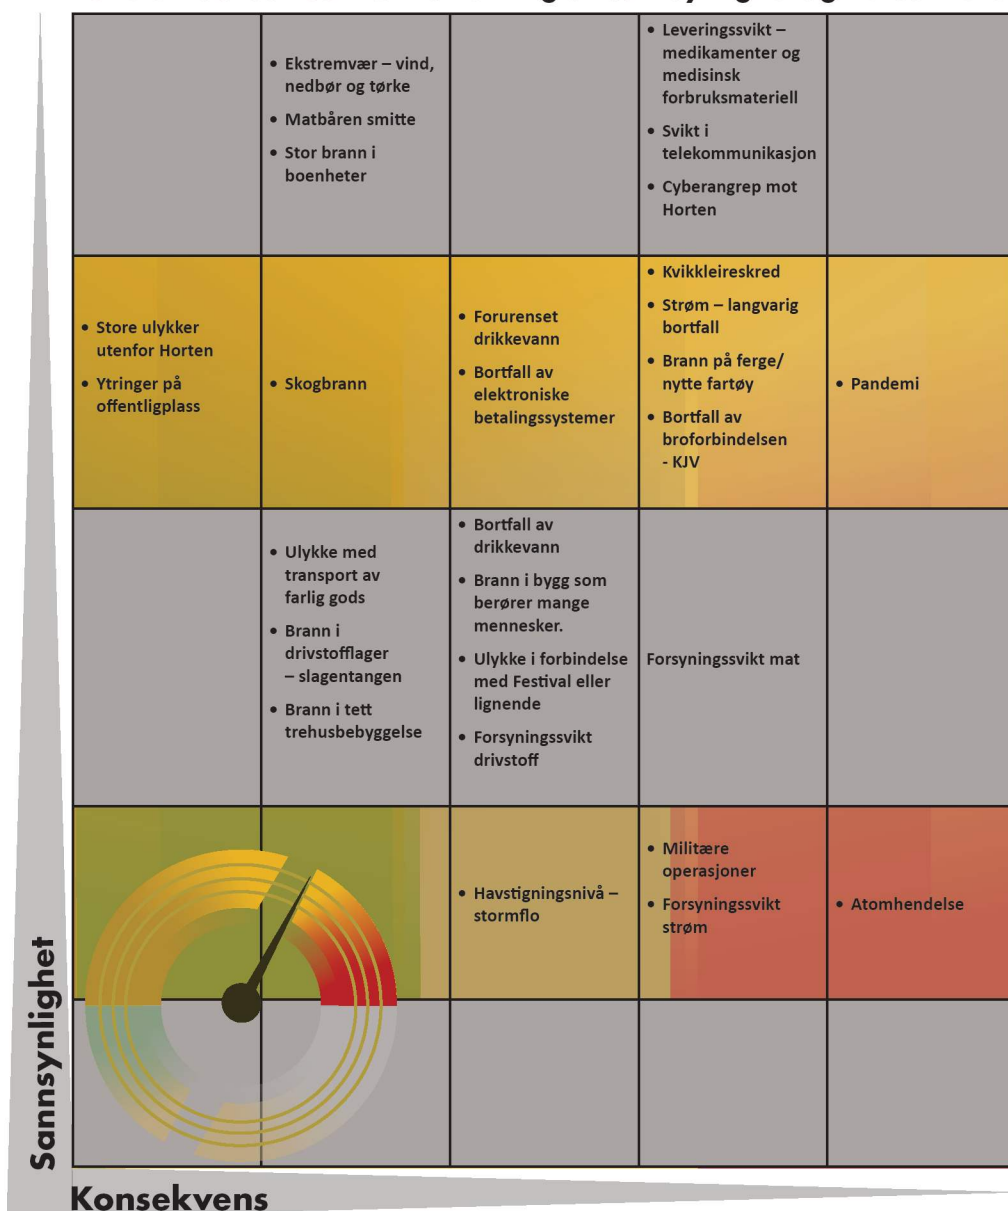 • Ekstremvær – vind,
nedbør og tørke
• Matbåren smitte
• Stor brann i
boenheter
• Leveringssvikt –
medikamenter og
medisinsk
forbruksmateriell
• Svikt i
telekommunikasjon
• Cyberangrep mot
Horten
• Store ulykker
utenfor Horten
• Ytringer på
offentligplass
• Skogbrann
• Forurenset
drikkevann
• Bortfall av
elektroniske
betalingssystemer
• Kvikkleireskred
• Strøm – langvarig
bortfall
• Brann på ferge/
nytte fartøy
• Bortfall av
broforbindelsen
- KJV
• Pandemi
• Ulykke med
transport av
farlig gods
• Brann i
drivstofflager
– slagentangen
• Brann i tett
trehusbebyggelse
• Bortfall av
drikkevann
• Brann i bygg som
berører mange
mennesker.
• Ulykke i forbindelse
med Festival eller
lignende
• Forsyningssvikt
drivstoff
Forsyningssvikt mat
• Havstigningsnivå –
stormflo
• Militære
operasjoner
• Forsyningssvikt
strøm
• Atomhendelse
Sannsynlighet
Konsekvens